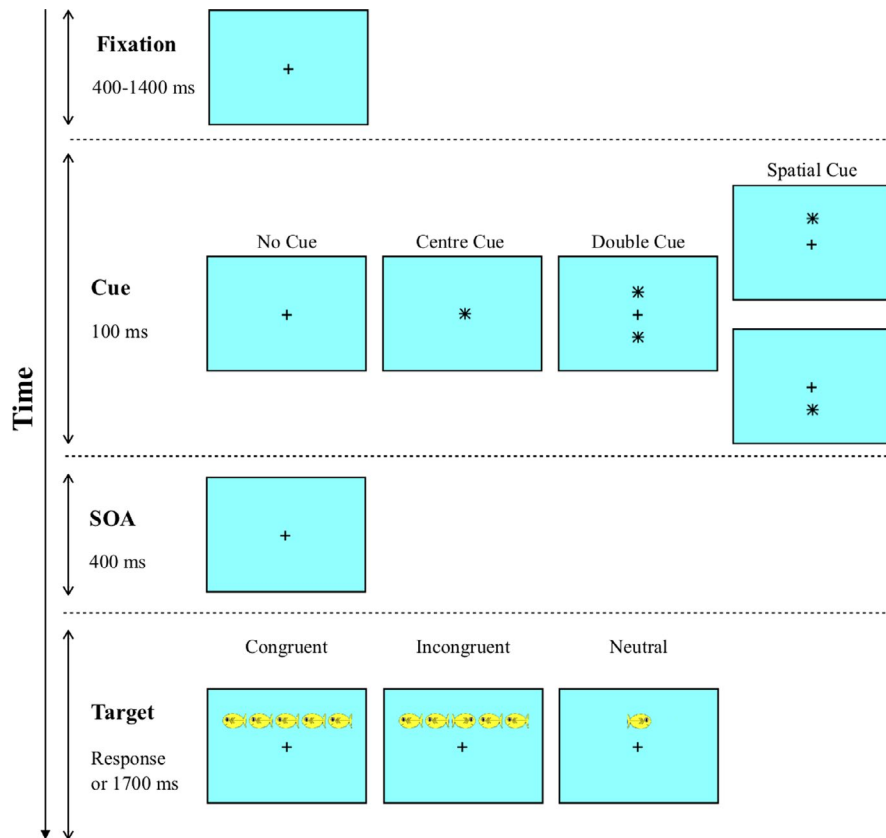 Fixation
400-1400 ms
Spatial Cue
No Cue
Centre Cue
Double Cue
Cue
100 ms
Time
SOA
400 ms
Congruent
Incongruent
Neutral
Target
Response
or 1700 ms